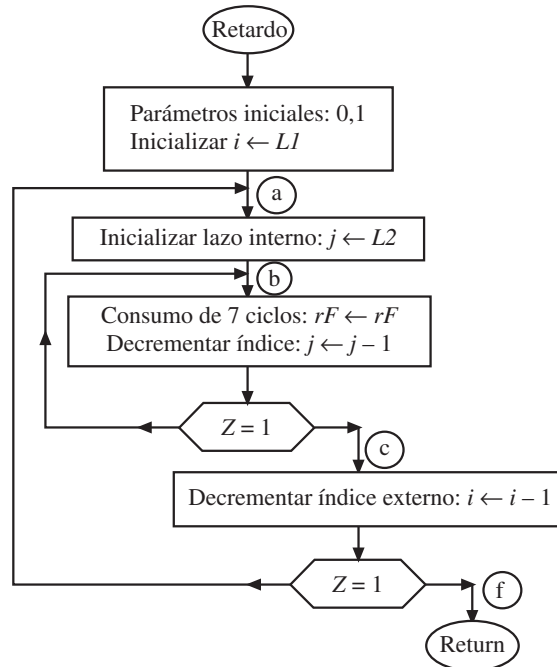 Retardo
Parámetros iniciales: 0,1
Inicializar i ← L1
a
Inicializar lazo interno: j ← L2
b
Consumo de 7 ciclos: rF ← rF
Decrementar índice: j ← j – 1
Z = 1
c
Decrementar índice externo: i ← i – 1
Z = 1
f
Return